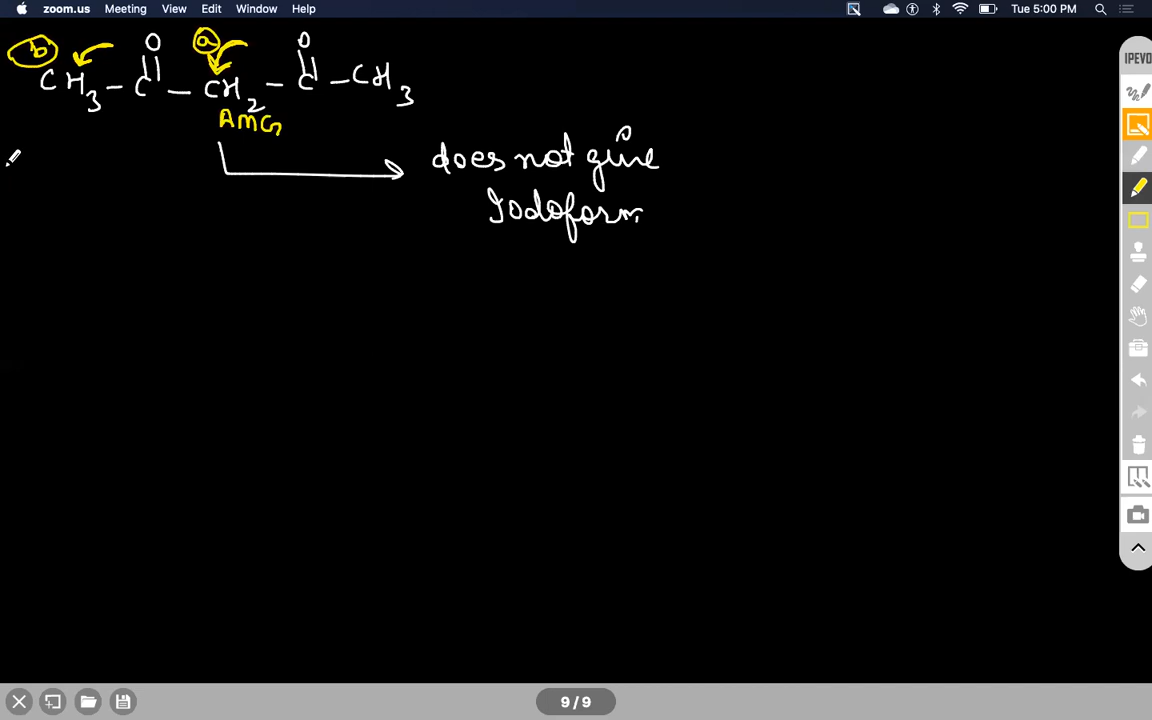 zoom.us Meeting View Edit Window Help Tue 5:00 PM
IPEVO
b a
O O
CH3 - C - CH2 - C - CH3
AMG
does not give
Iodoform
9 / 9